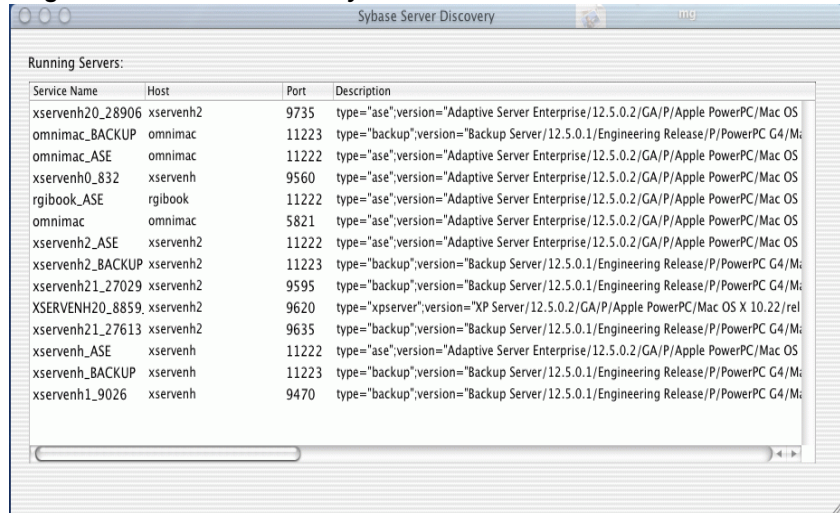 Sybase Server Discovery
Running Servers:
Service Name Host Port Description
xservenh20_28906 xservenh2 9735 type="ase";version="Adaptive Server Enterprise/12.5.0.2/GA/P/Apple PowerPC/Mac OS
omnimac_BACKUP omnimac 11223 type="backup";version="Backup Server/12.5.0.1/Engineering Release/P/PowerPC G4/Ma
omnimac_ASE omnimac 11222 type="ase";version="Adaptive Server Enterprise/12.5.0.2/GA/P/Apple PowerPC/Mac OS
xservenh0_832 xservenh 9560 type="ase";version="Adaptive Server Enterprise/12.5.0.2/GA/P/Apple PowerPC/Mac OS
rgibook_ASE rgibook 11222 type="ase";version="Adaptive Server Enterprise/12.5.0.2/GA/P/Apple PowerPC/Mac OS
omnimac omnimac 5821 type="ase";version="Adaptive Server Enterprise/12.5.0.2/GA/P/Apple PowerPC/Mac OS
xservenh2_ASE xservenh2 11222 type="ase";version="Adaptive Server Enterprise/12.5.0.2/GA/P/Apple PowerPC/Mac OS
xservenh2_BACKUP xservenh2 11223 type="backup";version="Backup Server/12.5.0.1/Engineering Release/P/PowerPC G4/Ma
xservenh21_27029 xservenh2 9595 type="backup";version="Backup Server/12.5.0.1/Engineering Release/P/PowerPC G4/Ma
XSERVENH20_8859_ xservenh2 9620 type="xpserver";version="XP Server/12.5.0.2/GA/P/Apple PowerPC/Mac OS X 10.22/rel
xservenh21_27613 xservenh2 9635 type="backup";version="Backup Server/12.5.0.1/Engineering Release/P/PowerPC G4/Ma
xservenh_ASE xservenh 11222 type="ase";version="Adaptive Server Enterprise/12.5.0.2/GA/P/Apple PowerPC/Mac OS
xservenh_BACKUP xservenh 11223 type="backup";version="Backup Server/12.5.0.1/Engineering Release/P/PowerPC G4/Ma
xservenh1_9026 xservenh 9470 type="backup";version="Backup Server/12.5.0.1/Engineering Release/P/PowerPC G4/Ma